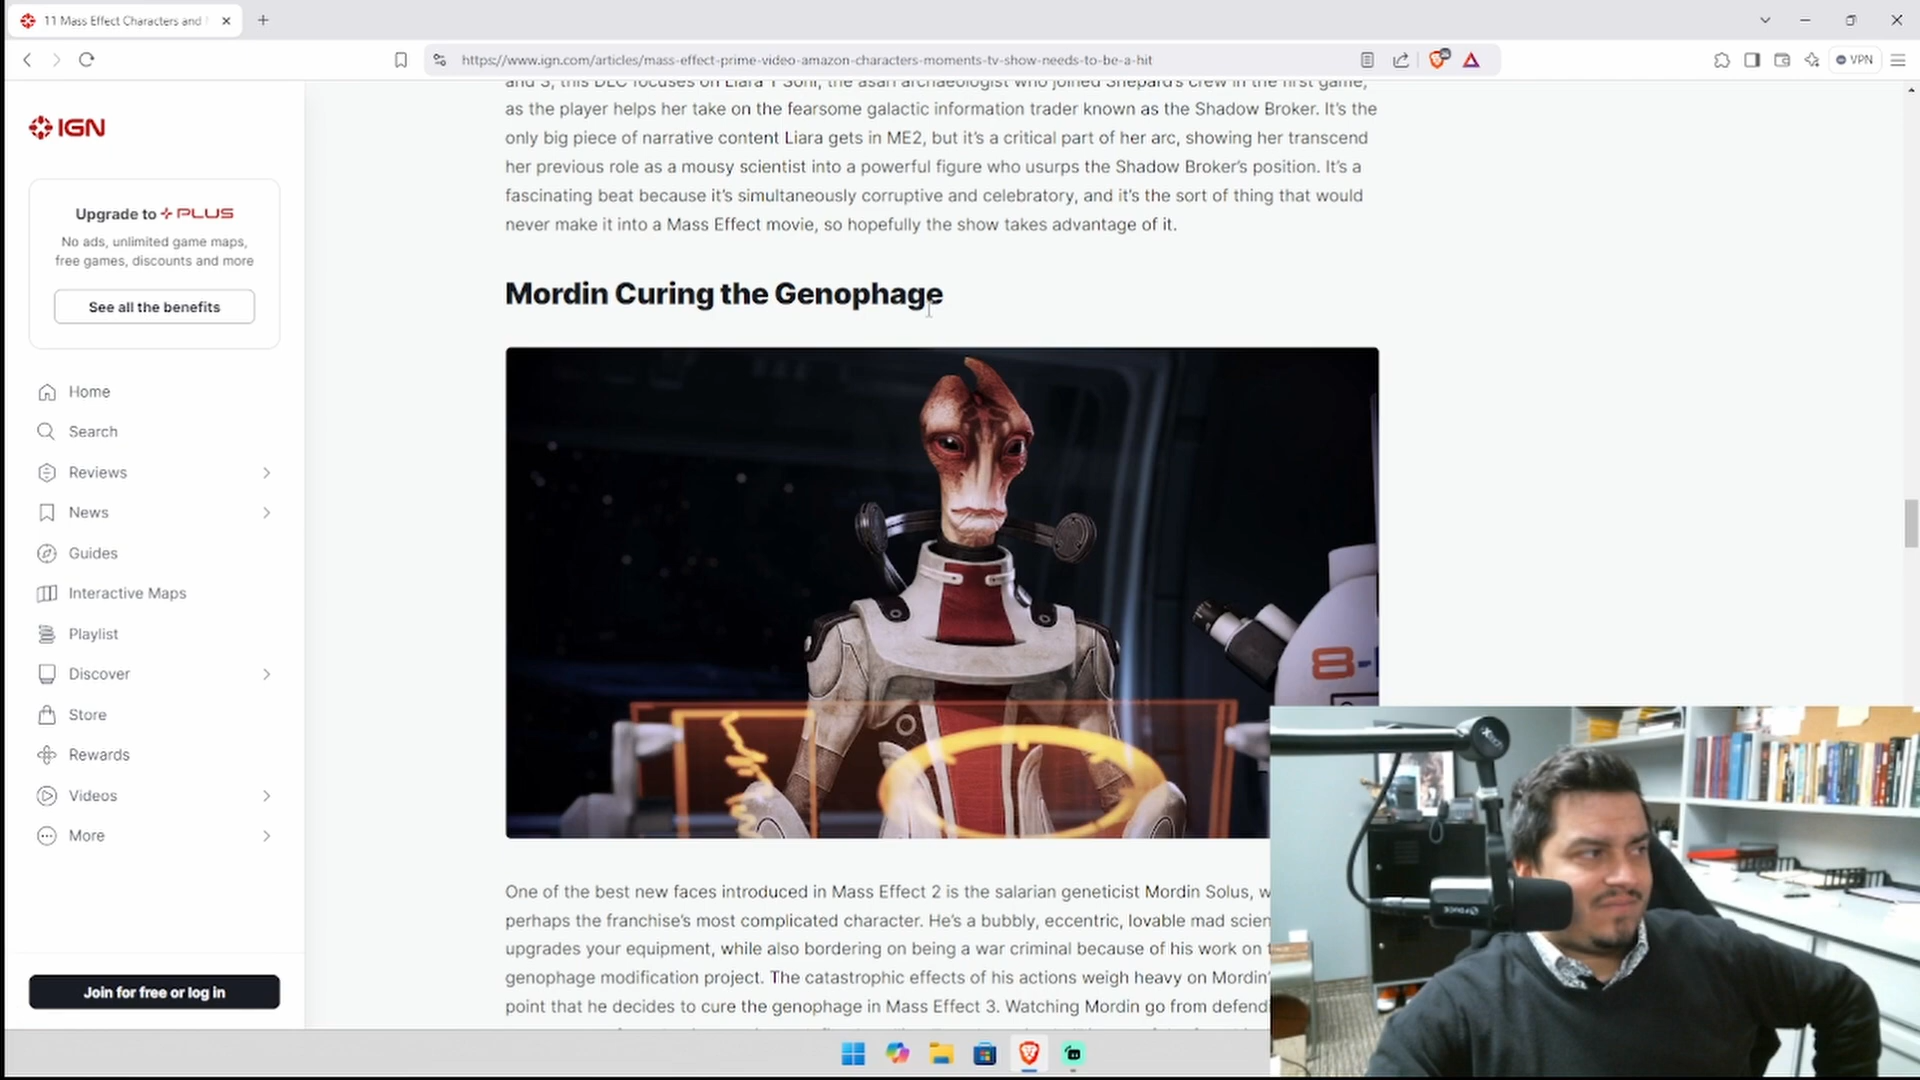 11 Mass Effect Characters and
https://www.ign.com/articles/mass-effect-prime-video-amazon-characters-moments-tv-show-needs-to-be-a-hit
VPN
IGN
Upgrade to PLUS
No ads, unlimited game maps,
free games, discounts and more
See all the benefits
Home
Search
Reviews
News
Guides
Interactive Maps
Playlist
Discover
Store
Rewards
Videos
More
Join for free or log in
and 3, this DLC focuses on Liara T'Soni, the asari archaeologist who joined Shepard's crew in the first game,
as the player helps her take on the fearsome galactic information trader known as the Shadow Broker. It's the
only big piece of narrative content Liara gets in ME2, but it's a critical part of her arc, showing her transcend
her previous role as a mousy scientist into a powerful figure who usurps the Shadow Broker's position. It's a
fascinating beat because it's simultaneously corruptive and celebratory, and it's the sort of thing that would
never make it into a Mass Effect movie, so hopefully the show takes advantage of it.
Mordin Curing the Genophage
8-
One of the best new faces introduced in Mass Effect 2 is the salarian geneticist Mordin Solus, w
perhaps the franchise's most complicated character. He's a bubbly, eccentric, lovable mad scien
upgrades your equipment, while also bordering on being a war criminal because of his work on
genophage modification project. The catastrophic effects of his actions weigh heavy on Mordin'
point that he decides to cure the genophage in Mass Effect 3. Watching Mordin go from defendi